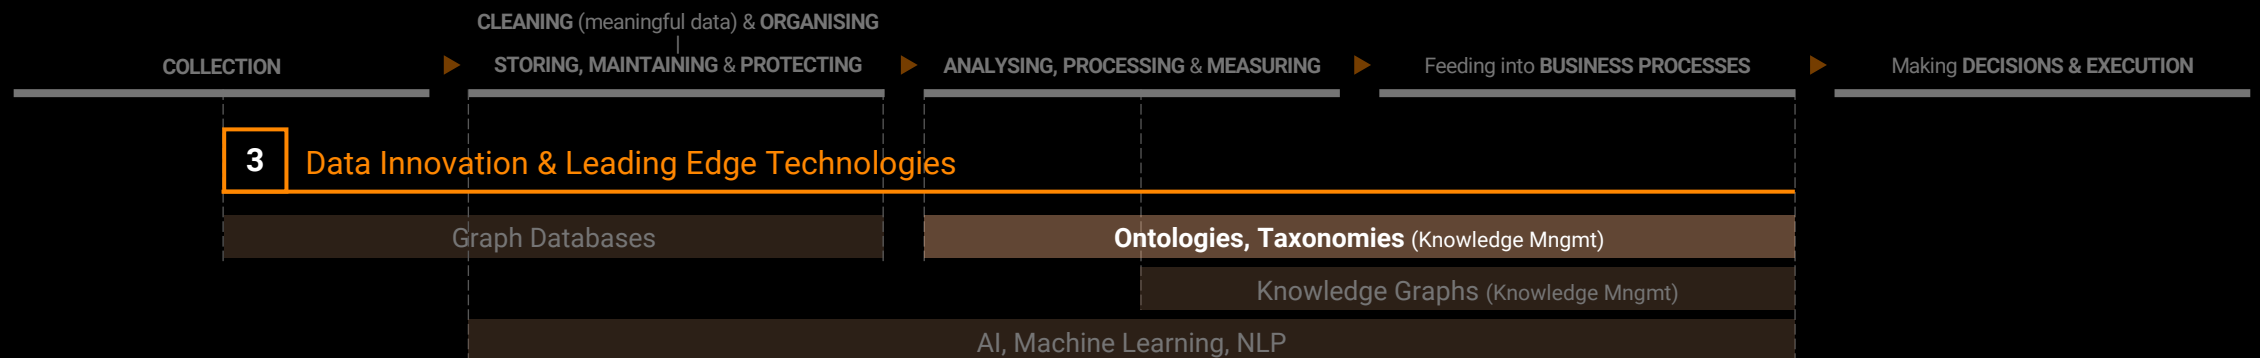 CLEANING (meaningful data) & ORGANISING
COLLECTION
STORING, MAINTAINING & PROTECTING
ANALYSING, PROCESSING & MEASURING
Feeding into BUSINESS PROCESSES
Making DECISIONS & EXECUTION
3 Data Innovation & Leading Edge Technologies
Graph Databases
Ontologies, Taxonomies (Knowledge Mngmt)
Knowledge Graphs (Knowledge Mngmt)
AI, Machine Learning, NLP